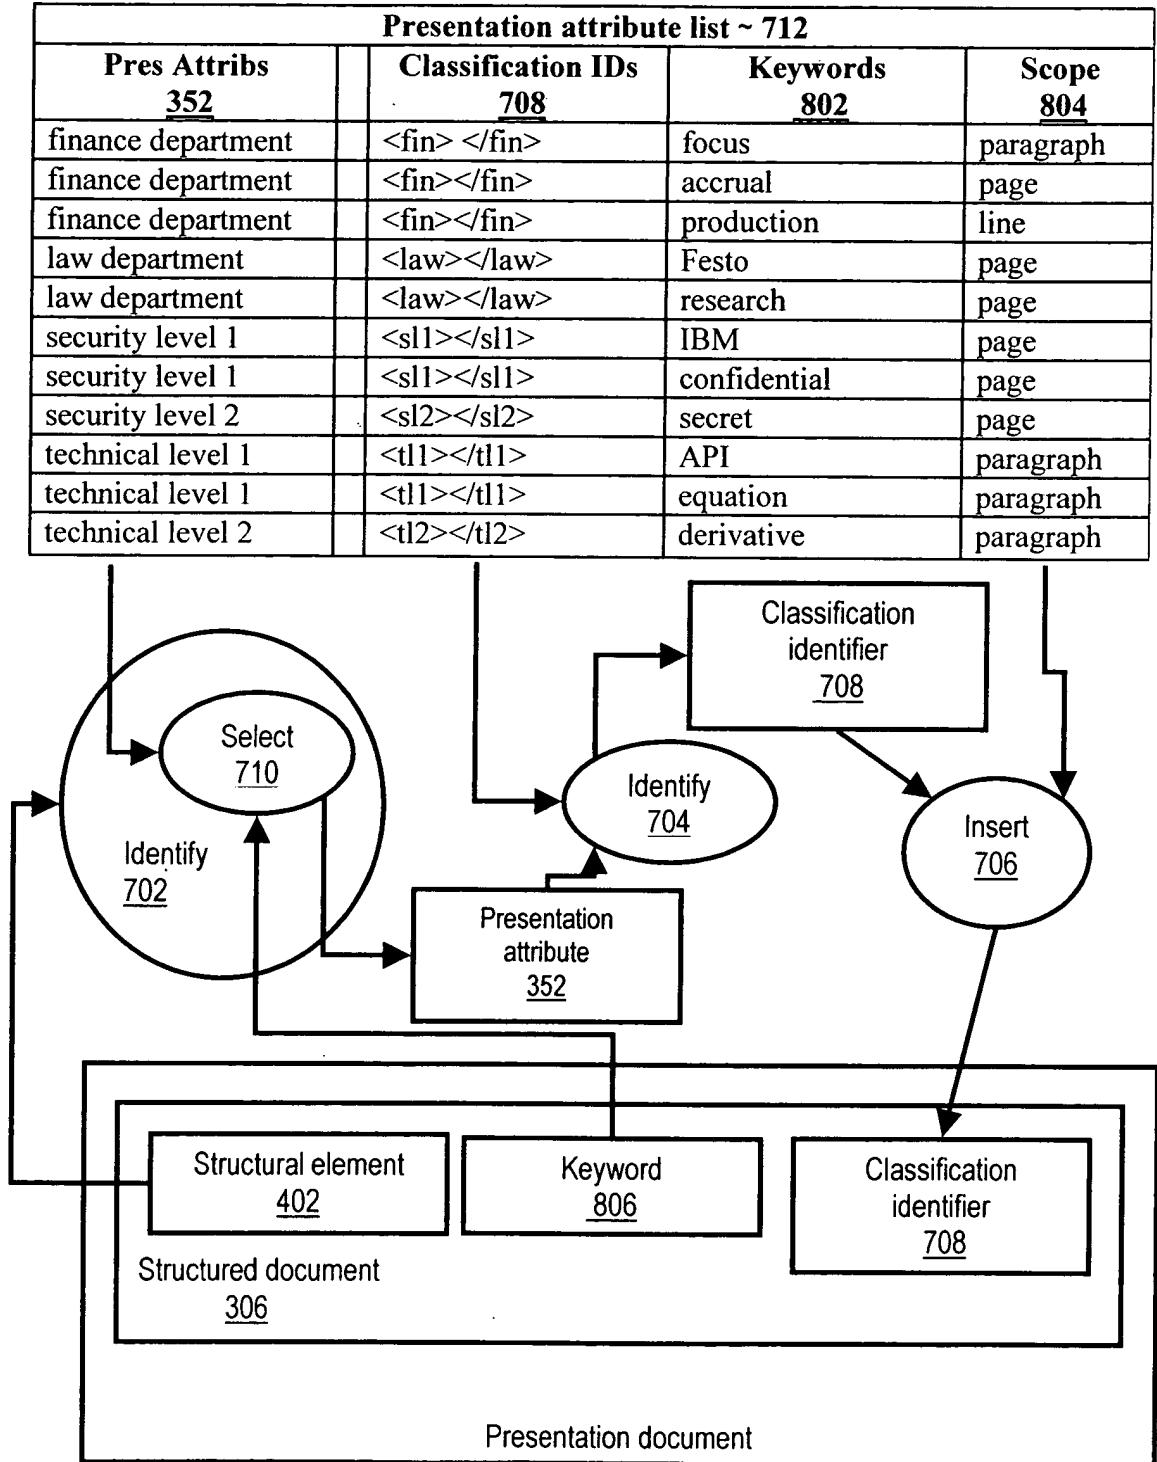 Presentation attribute list ~ 712
Pres Attribs Classification IDs Keywords Scope
352 708 802 804
finance department <fin> </fin> focus paragraph
finance department <fin></fin> accrual page
finance department <fin></fin> production line
law department <law></law> Festo page
law department <law></law> research page
security level 1 <sl1></sl1> IBM page
security level 1 <sl1></sl1> confidential page
security level 2 <sl2></sl2> secret page
technical level 1 <tl1></tl1> API paragraph
technical level 1 <tl1></tl1> equation paragraph
technical level 2 <tl2></tl2> derivative paragraph
Classification
identifier
708
Select
710
Identify
704
Insert
706
Identify
702
Presentation
attribute
352
Structural element
402
Keyword
806
Classification
identifier
708
Structured document
306
Presentation document